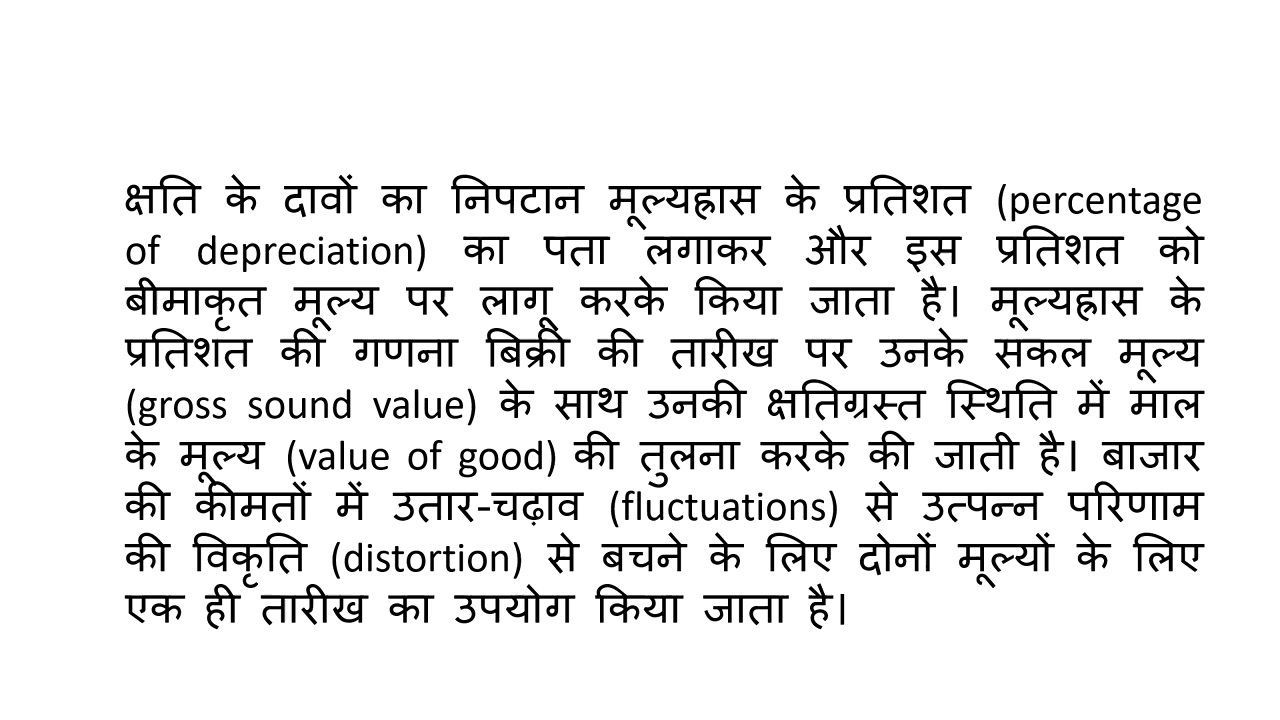 क्षति के दावों का निपटान मूल्यह्रास के प्रतिशत (percentage
of depreciation) का पता लगाकर और इस प्रतिशत को
बीमाकृत मूल्य पर लागू करके किया जाता है। मूल्यह्रास के
प्रतिशत की गणना बिक्री की तारीख पर उनके सकल मूल्य
(gross sound value) के साथ उनकी क्षतिग्रस्त स्थिति में माल
के मूल्य (value of good) की तुलना करके की जाती है। बाजार
की कीमतों में उतार-चढ़ाव (fluctuations) से उत्पन्न परिणाम
की विकृति (distortion) से बचने के लिए दोनों मूल्यों के लिए
एक ही तारीख का उपयोग किया जाता है।